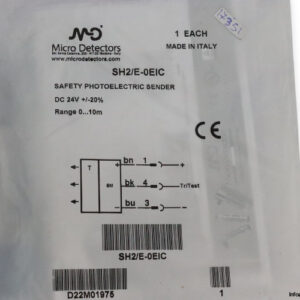 MD
Micro Detectors
www.microdetectors.com
1 EACH
MADE IN ITALY
7351
SH2/E-0EIC
SAFETY PHOTOELECTRIC SENDER
DC 24V +/-20%
Range 0...10m
CE
T
bn 1
+
bk 4
TriTest
bu 3
-
SH2/E-0EIC
D22M01975
1